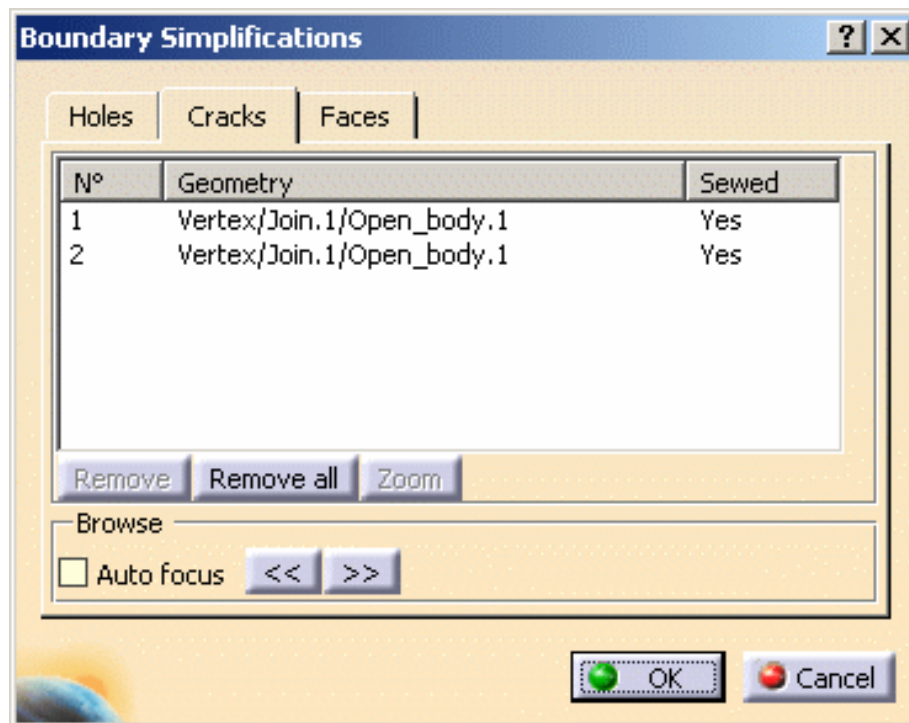 Boundary Simplifications
Holes Cracks Faces
N° Geometry Sewed
1 Vertex/Join.1/Open_body.1 Yes
2 Vertex/Join.1/Open_body.1 Yes
Remove Remove all Zoom
Browse
Auto focus << >>
OK Cancel